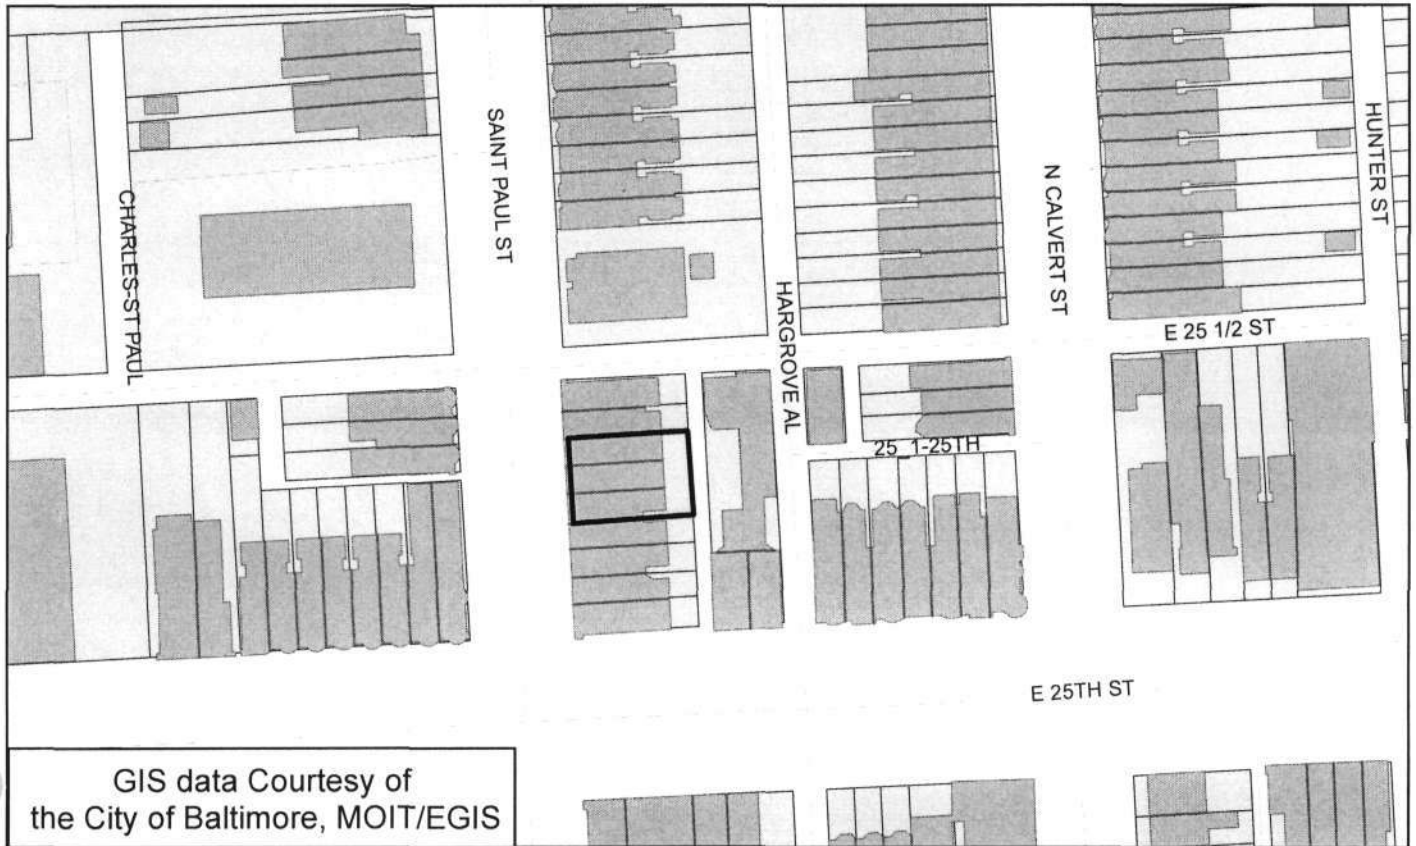 SAINT PAUL ST
CHARLES-ST PAUL
HARGROVE AL
N CALVERT ST
HUNTER ST
E 25 1/2 ST
25_1-25TH
E 25TH ST
GIS data Courtesy of
the City of Baltimore, MOIT/EGIS